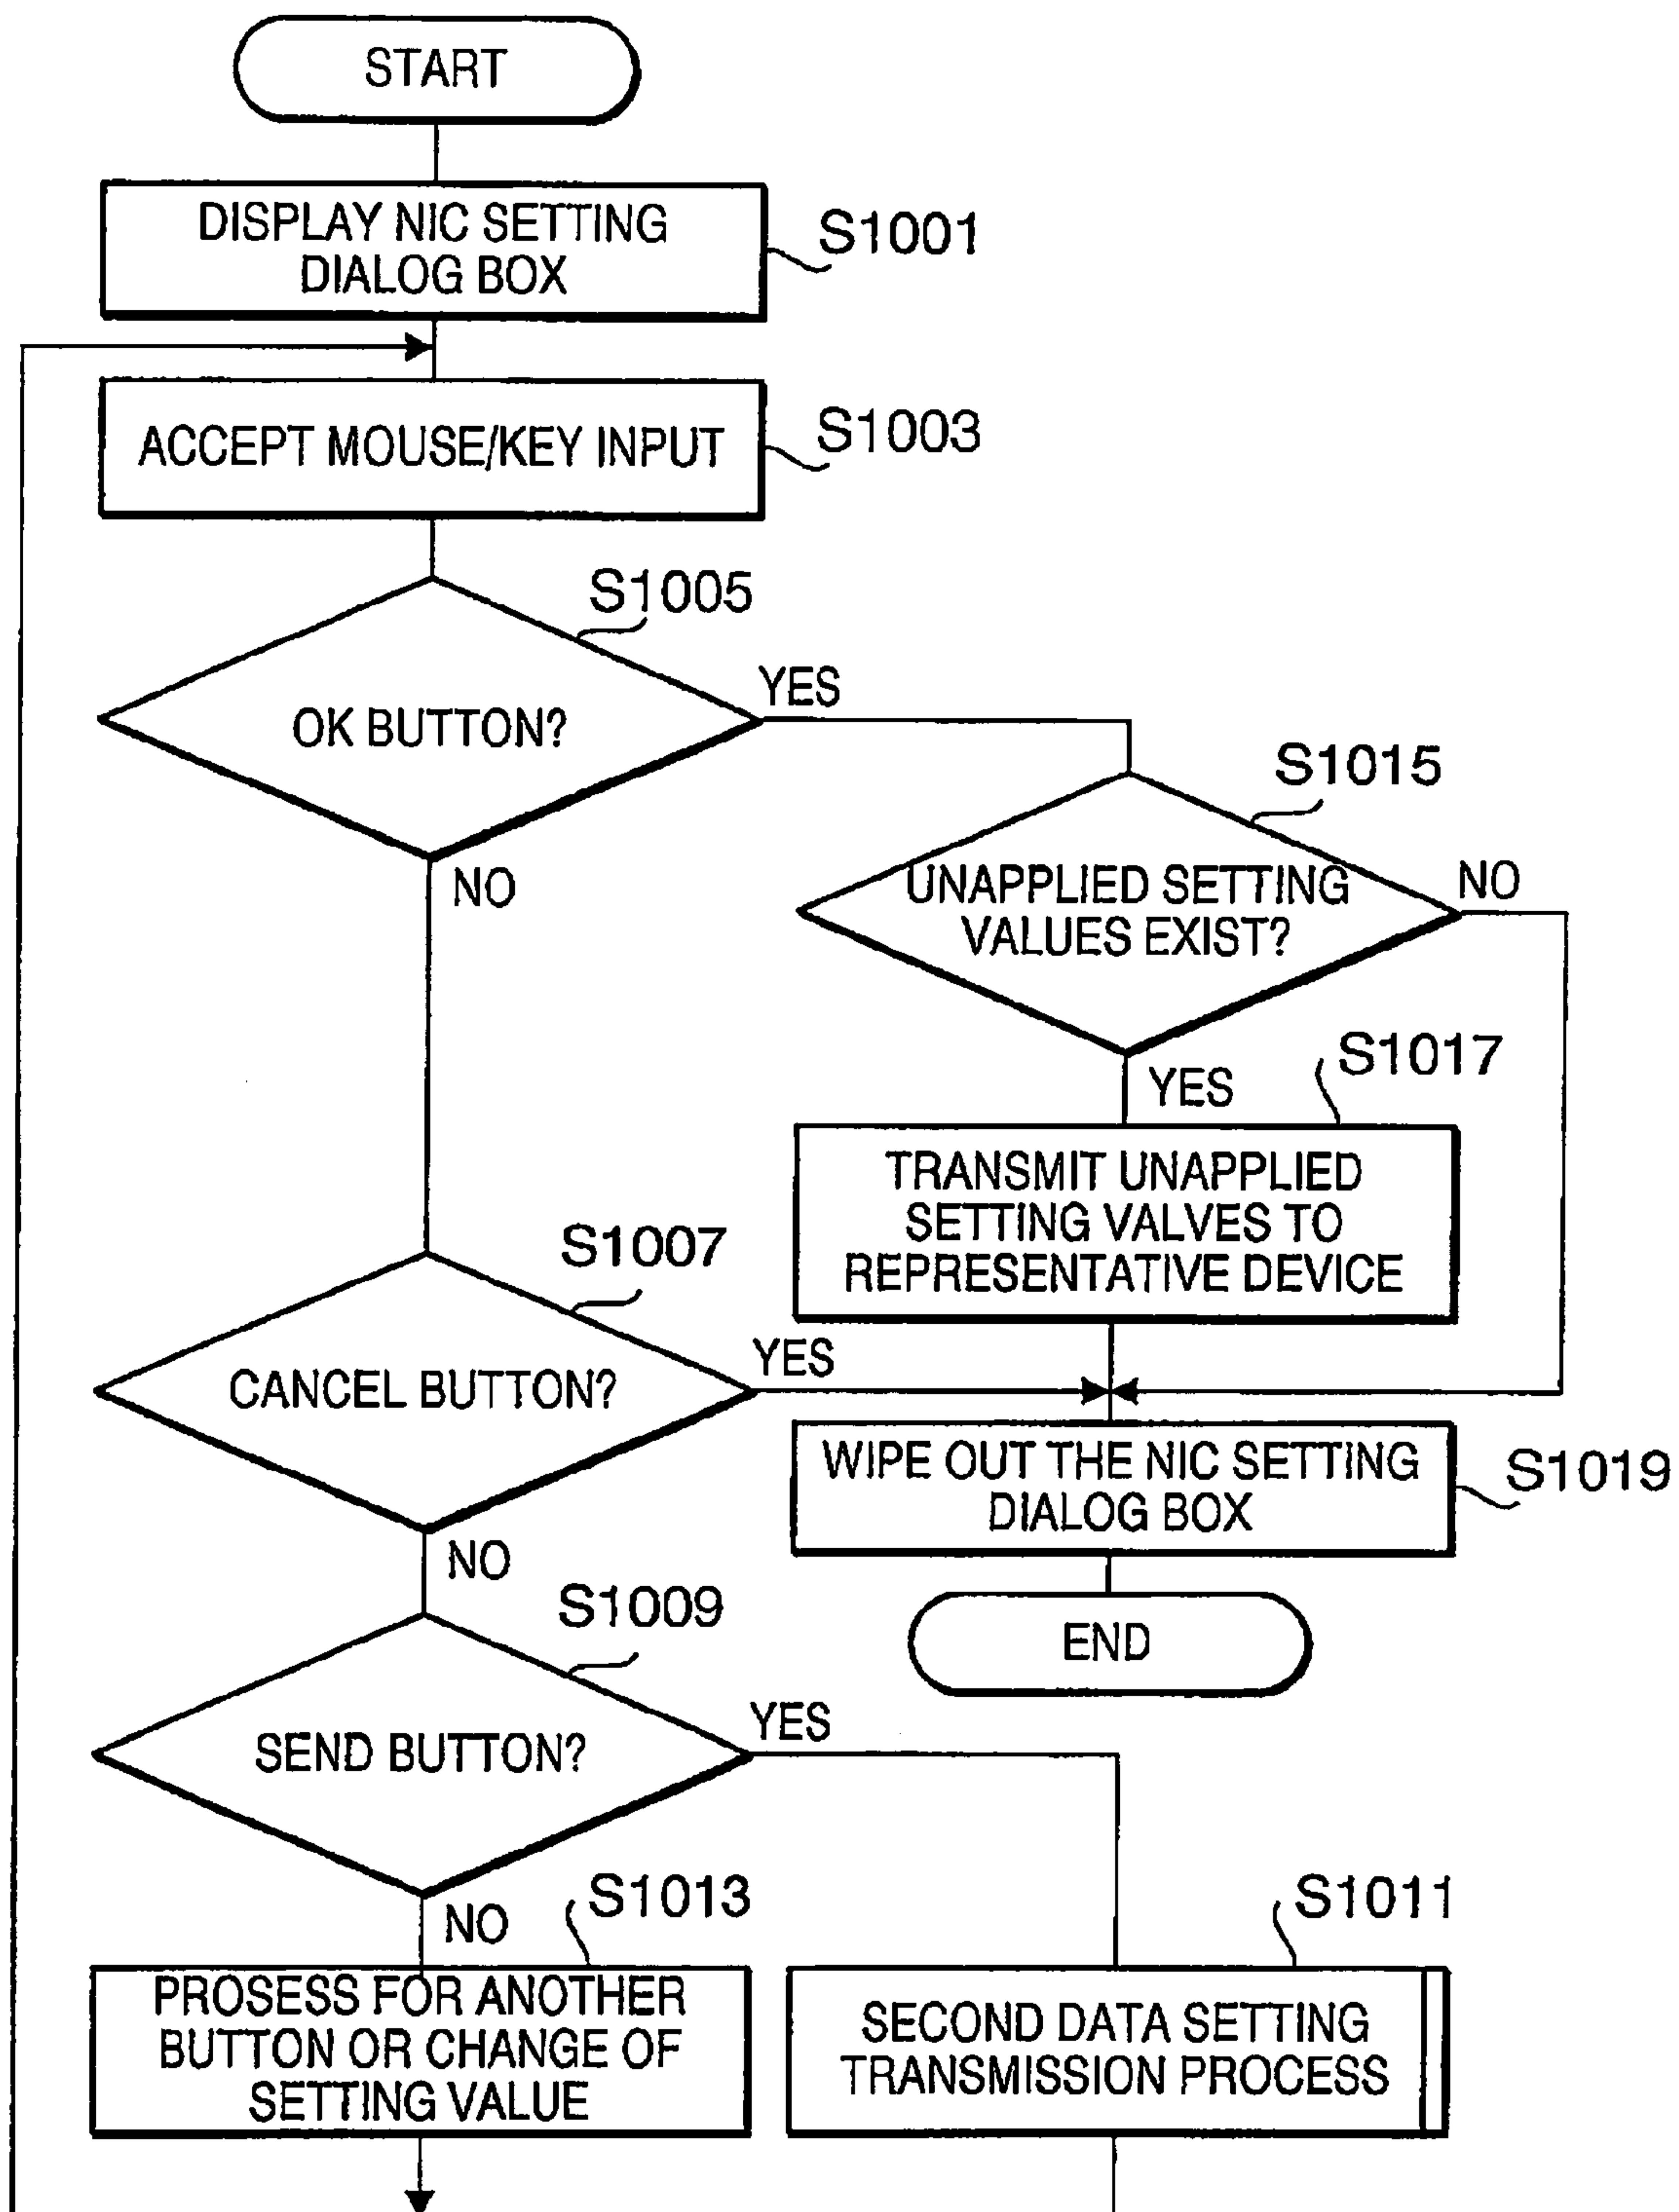 START
DISPLAY NIC SETTING
DIALOG BOX
S1001
ACCEPT MOUSE/KEY INPUT
S1003
S1005
OK BUTTON?
YES
NO
S1015
UNAPPLIED SETTING
VALUES EXIST?
NO
YES
S1017
TRANSMIT UNAPPLIED
SETTING VALVES TO
REPRESENTATIVE DEVICE
S1007
CANCEL BUTTON?
YES
NO
WIPE OUT THE NIC SETTING
DIALOG BOX
S1019
END
S1009
SEND BUTTON?
YES
NO
S1013
PROSESS FOR ANOTHER
BUTTON OR CHANGE OF
SETTING VALUE
S1011
SECOND DATA SETTING
TRANSMISSION PROCESS